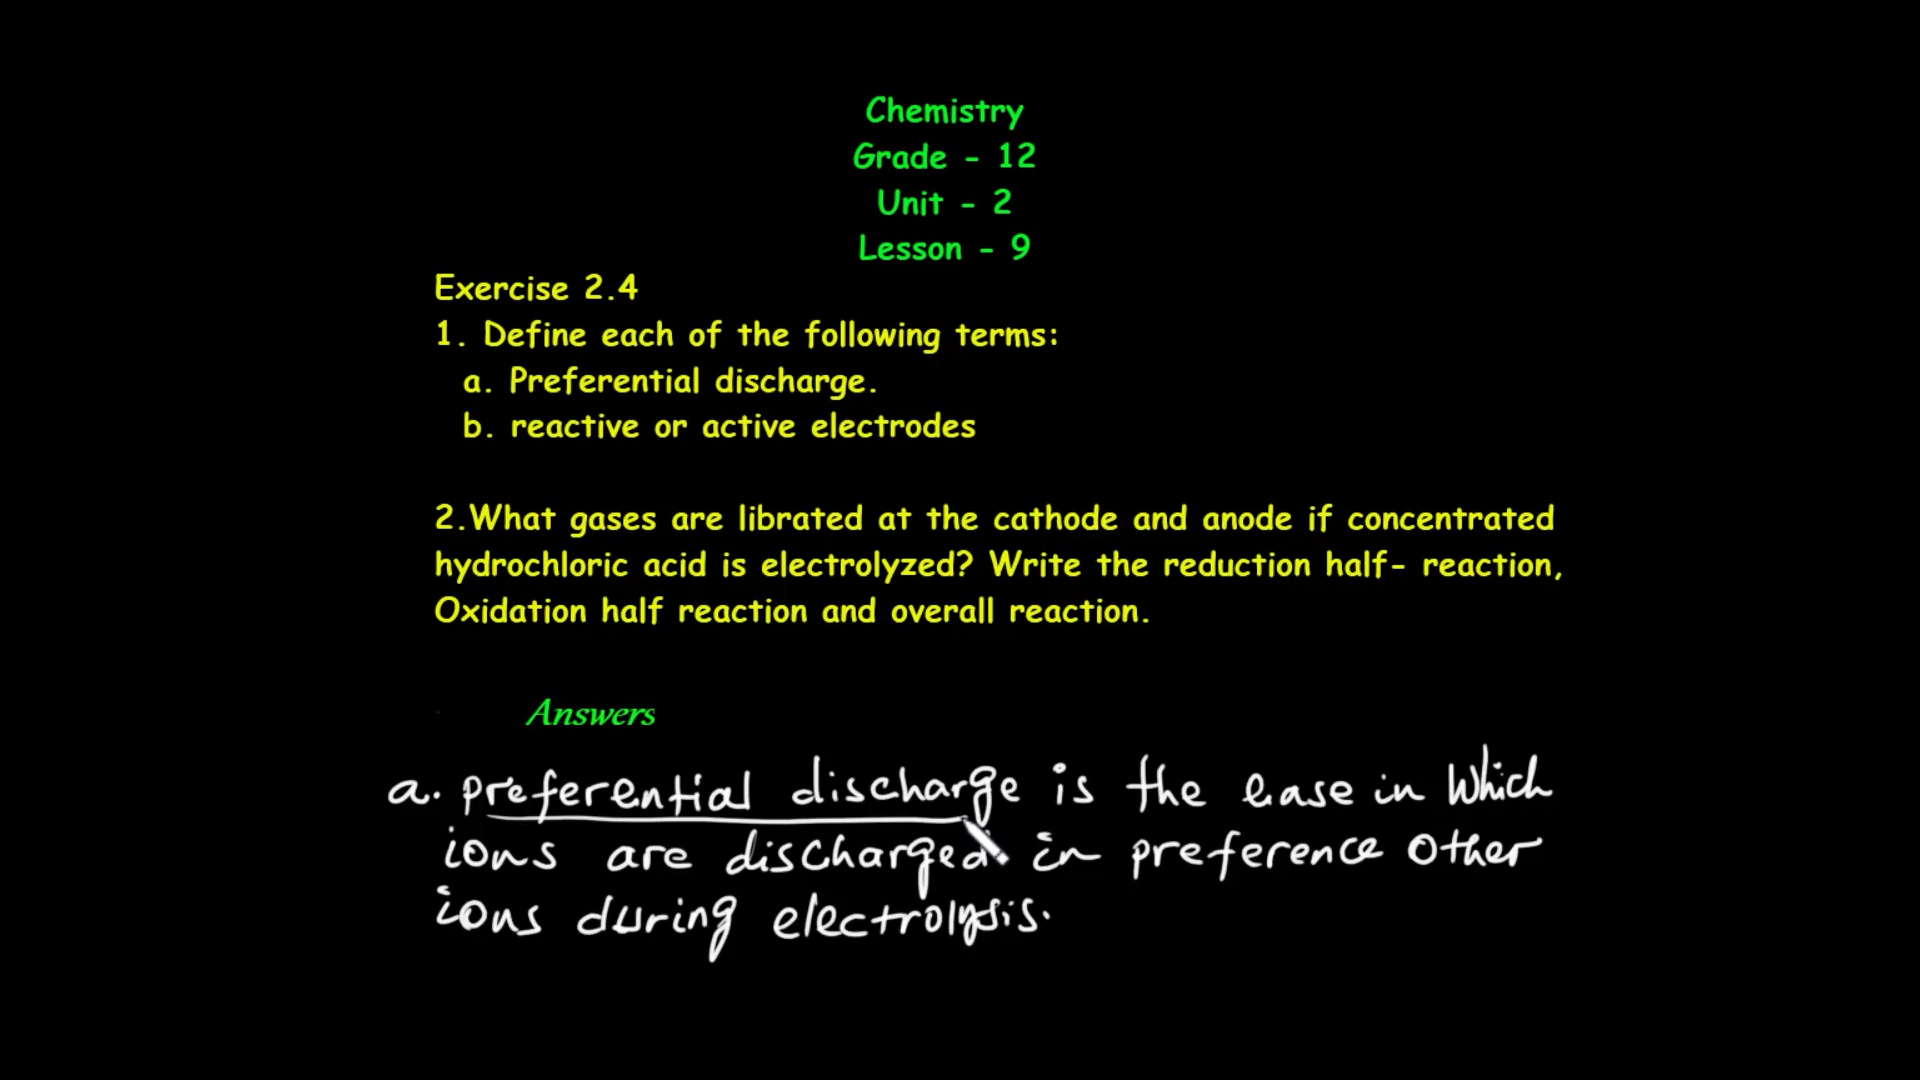 Chemistry
Grade - 12
Unit - 2
Lesson - 9
Exercise 2.4
1. Define each of the following terms:
a. Preferential discharge.
b. reactive or active electrodes
2.What gases are librated at the cathode and anode if concentrated
hydrochloric acid is electrolyzed? Write the reduction half- reaction,
Oxidation half reaction and overall reaction.
Answers
a. preferential discharge is the ease in Which
ions are discharged in preference Other
ions during electrolysis.